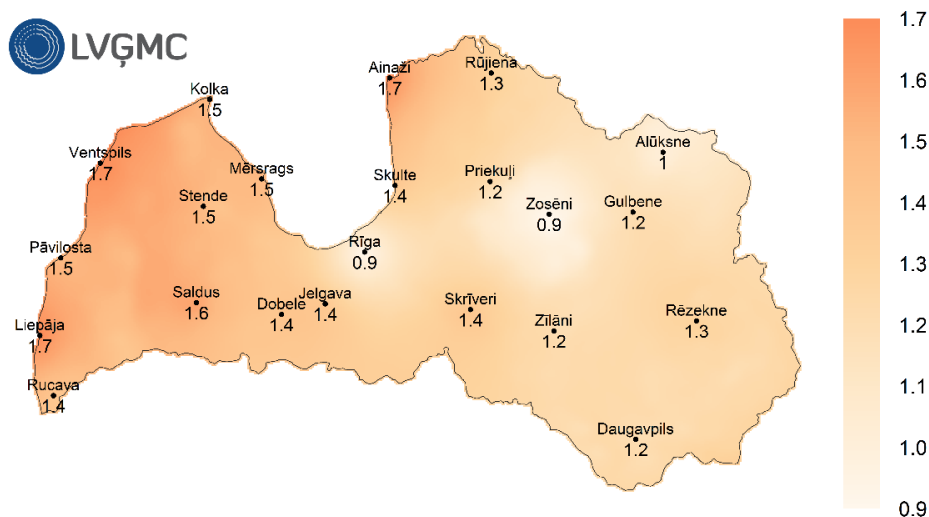 LVĢMC
Ainaži
1.7
Rūjiena
1.3
Kolka
1.5
Ventspils
1.7
Mērsrags
1.5
Stende
1.5
Skulte
1.4
Priekuļi
1.2
Alūksne
1
Zosēni
0.9
Gulbene
1.2
Rīga
0.9
Pāvilosta
1.5
Saldus
1.6
Dobele
1.4
Jelgava
1.4
Skrīveri
1.4
Zīlāni
1.2
Rēzekne
1.3
Liepāja
1.7
Rucava
1.4
Daugavpils
1.2
1.7
1.6
1.5
1.4
1.3
1.2
1.1
1.0
0.9